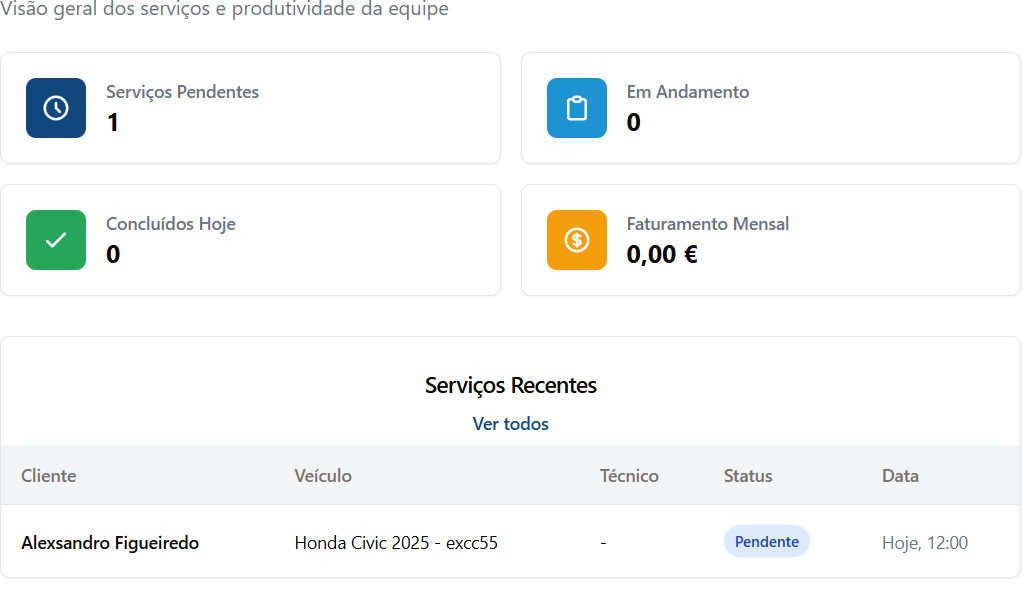 Visão geral dos serviços e produtividade da equipe
Serviços Pendentes
1
Em Andamento
0
Concluídos Hoje
0
Faturamento Mensal
0,00 €
Serviços Recentes
Ver todos
Cliente Veículo Técnico Status Data
Alexsandro Figueiredo Honda Civic 2025 - excc55 - Pendente Hoje, 12:00